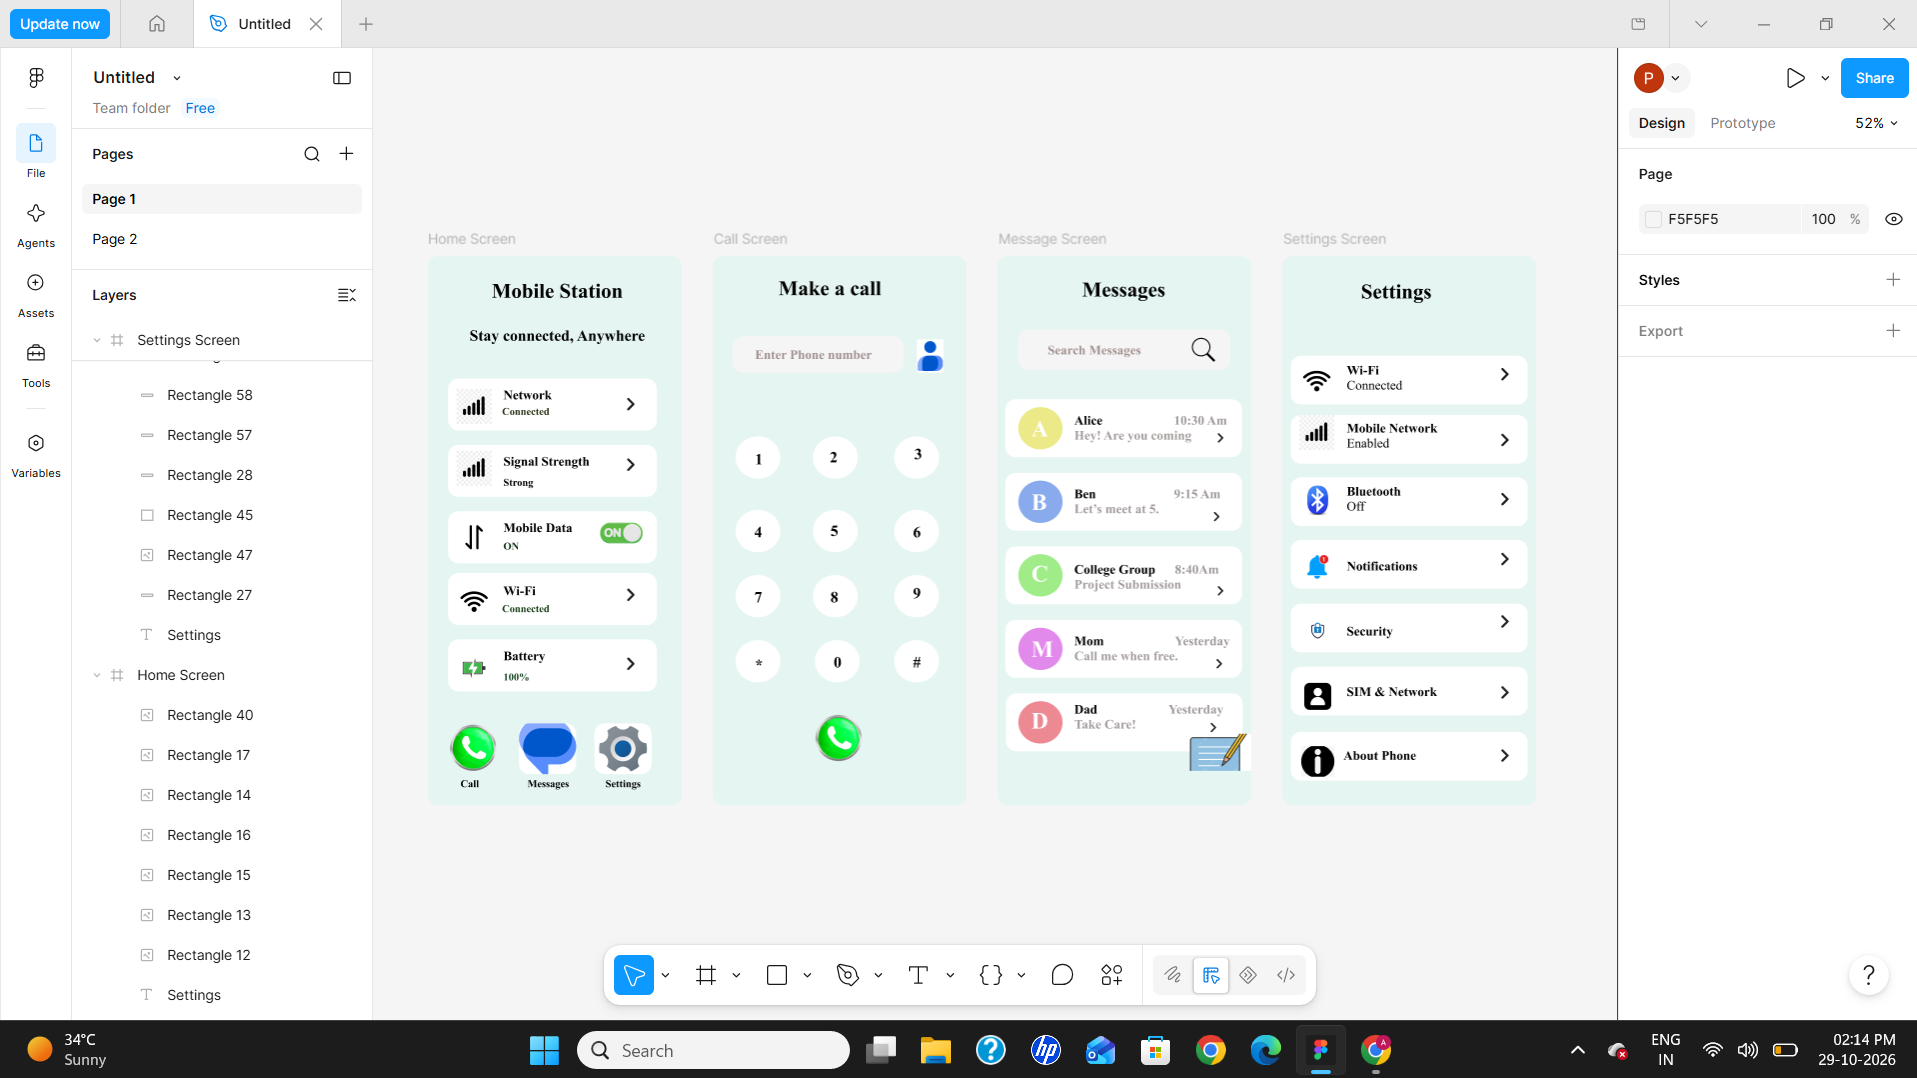 Update now
Untitled
Untitled
Team folder Free
File
Agents
Assets
Tools
Variables
Pages
Page 1
Page 2
Layers
Settings Screen
Rectangle 58
Rectangle 57
Rectangle 28
Rectangle 45
Rectangle 47
Rectangle 27
Settings
Home Screen
Rectangle 40
Rectangle 17
Rectangle 14
Rectangle 16
Rectangle 15
Rectangle 13
Rectangle 12
Settings
Home Screen
Mobile Station
Stay connected, Anywhere
Network
Connected
Signal Strength
Strong
Mobile Data
ON
ON
Wi-Fi
Connected
Battery
100%
Call
Messages
Settings
Call Screen
Make a call
Enter Phone number
1 2 3
4 5 6
7 8 9
* 0 #
Message Screen
Messages
Search Messages
A
Alice 10:30 Am
Hey! Are you coming
B
Ben 9:15 Am
Let's meet at 5.
C
College Group 8:40Am
Project Submission
M
Mom Yesterday
Call me when free.
D
Dad Yesterday
Take Care!
Settings Screen
Settings
Wi-Fi
Connected
Mobile Network
Enabled
Bluetooth
Off
Notifications
Security
SIM & Network
About Phone
P
Share
Design Prototype 52%
Page
F5F5F5 100 %
Styles
Export
?
34°C
Sunny
Search
hp
A
ENG
IN
02:14 PM
29-10-2026